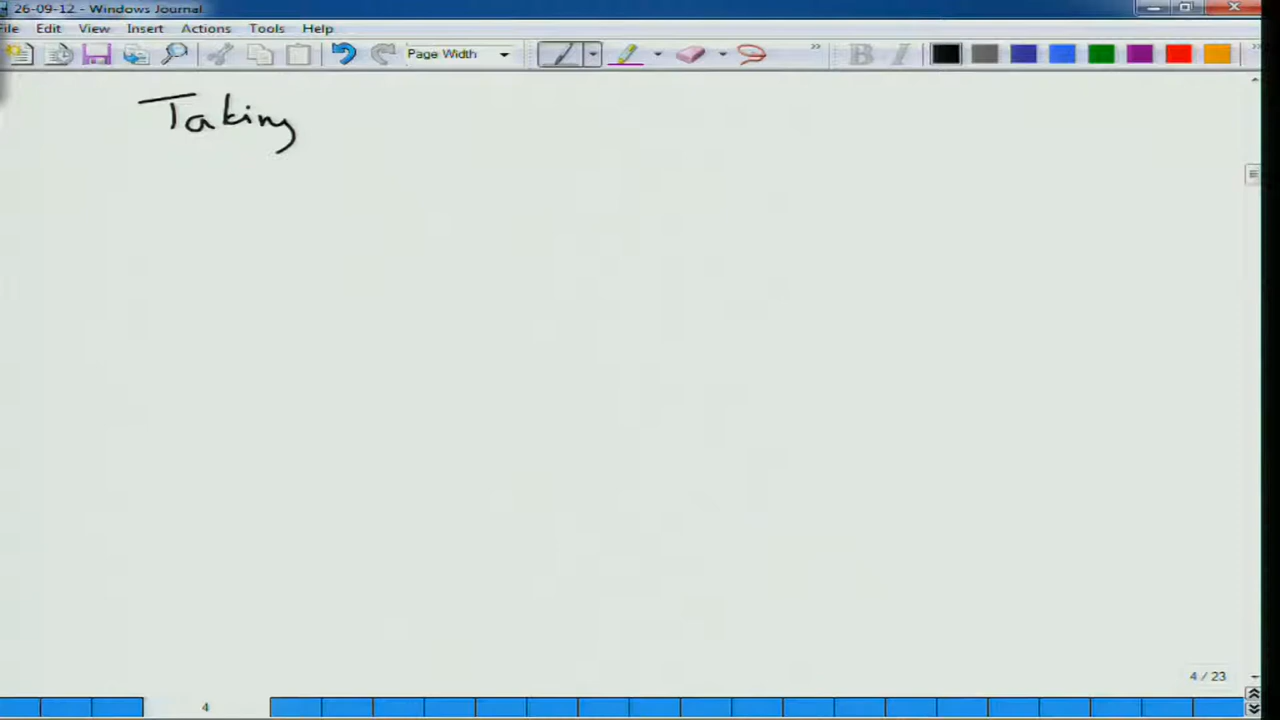 26-09-12 - Windows Journal
File Edit View Insert Actions Tools Help
Page Width
B I
Taking
4 / 23
4